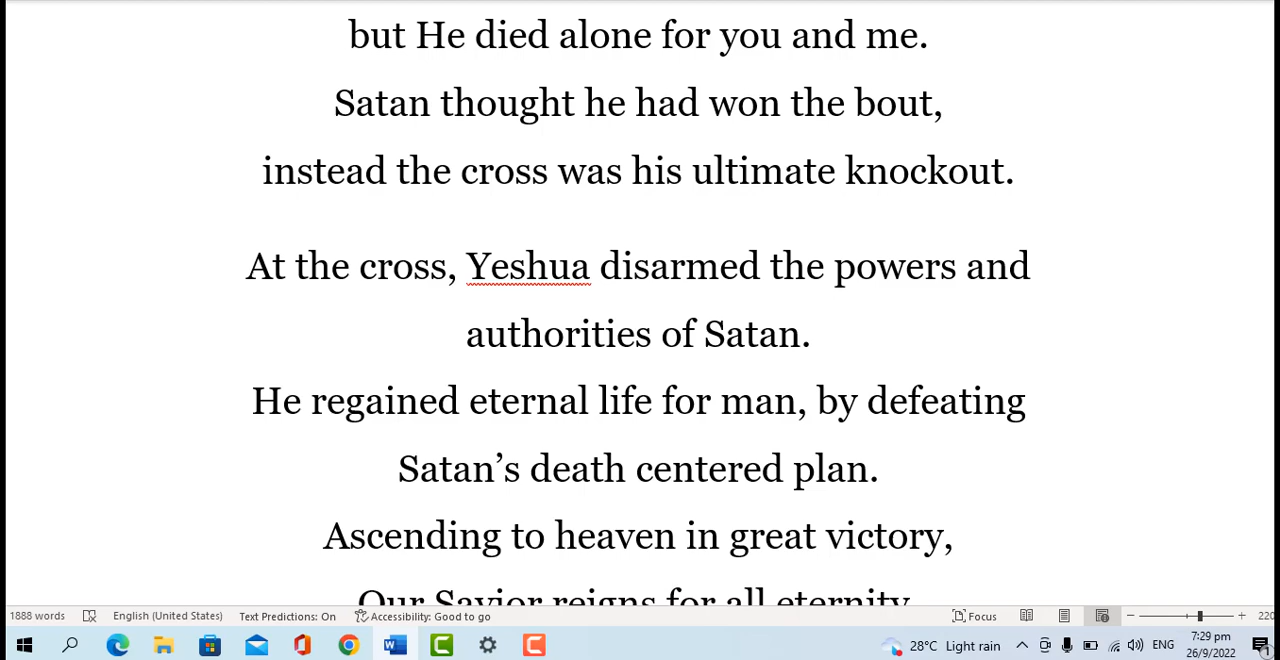 but He died alone for you and me.
Satan thought he had won the bout,
instead the cross was his ultimate knockout.
At the cross, Yeshua disarmed the powers and
authorities of Satan.
He regained eternal life for man, by defeating
Satan’s death centered plan.
Ascending to heaven in great victory,
Our Savior reigns for all eternity
1888 words English (United States) Text Predictions: On Accessibility: Good to go Focus 220
28°C Light rain ENG 7:29 pm
26/9/2022 1